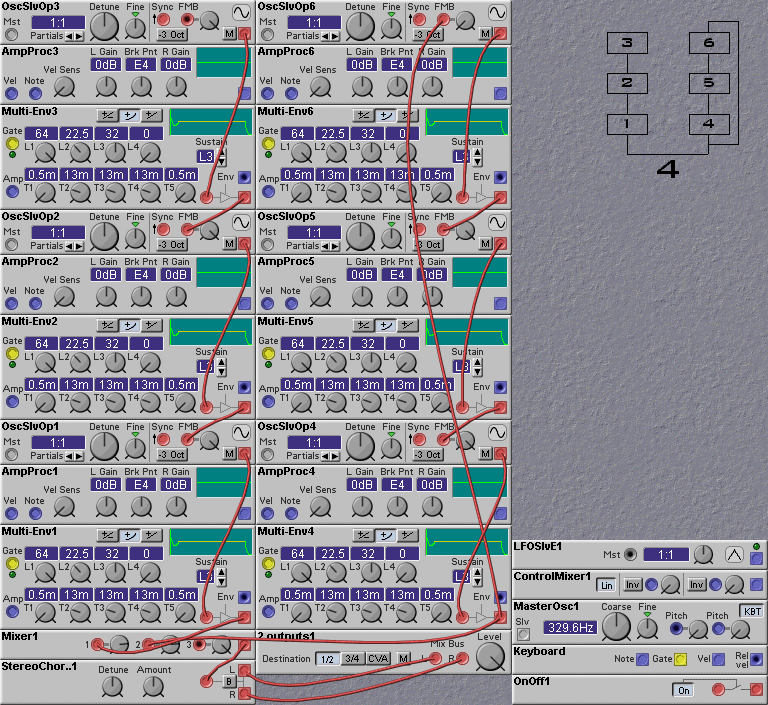 OscSlvOp3
Detune Fine Sync FMB
Mst 1:1
Partials -3 Oct M
AmpProc3
L Gain Brk Pnt R Gain
0dB E4 0dB
Vel Sens
Vel Note
Multi-Env3
Gate 64 22.5 32 0
L1 L2 L3 L4
Sustain
L3
Amp 0.5m 13m 13m 13m 0.5m
Env
T1 T2 T3 T4 T5
OscSlvOp2
Detune Fine Sync FMB
Mst 1:1
Partials -3 Oct M
AmpProc2
L Gain Brk Pnt R Gain
0dB E4 0dB
Vel Sens
Vel Note
Multi-Env2
Gate 64 22.5 32 0
L1 L2 L3 L4
Sustain
L3
Amp 0.5m 13m 13m 13m 0.5m
Env
T1 T2 T3 T4 T5
OscSlvOp1
Detune Fine Sync FMB
Mst 1:1
Partials -3 Oct M
AmpProc1
L Gain Brk Pnt R Gain
0dB E4 0dB
Vel Sens
Vel Note
Multi-Env1
Gate 64 22.5 32 0
L1 L2 L3 L4
Sustain
L3
Amp 0.5m 13m 13m 13m 0.5m
Env
T1 T2 T3 T4 T5
Mixer1
1 2 3
StereoChor..1
Detune Amount
L
B
R
OscSlvOp6
Detune Fine Sync FMB
Mst 1:1
Partials -3 Oct M
AmpProc6
L Gain Brk Pnt R Gain
0dB E4 0dB
Vel Sens
Vel Note
Multi-Env6
Gate 64 22.5 32 0
L1 L2 L3 L4
Sustain
L3
Amp 0.5m 13m 13m 13m 0.5m
Env
T1 T2 T3 T4 T5
OscSlvOp5
Detune Fine Sync FMB
Mst 1:1
Partials -3 Oct M
AmpProc5
L Gain Brk Pnt R Gain
0dB E4 0dB
Vel Sens
Vel Note
Multi-Env5
Gate 64 22.5 32 0
L1 L2 L3 L4
Sustain
L3
Amp 0.5m 13m 13m 13m 0.5m
Env
T1 T2 T3 T4 T5
OscSlvOp4
Detune Fine Sync FMB
Mst 1:1
Partials -3 Oct M
AmpProc4
L Gain Brk Pnt R Gain
0dB E4 0dB
Vel Sens
Vel Note
Multi-Env4
Gate 64 22.5 32 0
L1 L2 L3 L4
Sustain
L3
Amp 0.5m 13m 13m 13m 0.5m
Env
T1 T2 T3 T4 T5
2 outputs1
Mix Bus Level
Destination 1/2 3/4 CVA M L R
3 6
2 5
1 4
4
LFOSlvE1
Mst 1:1
ControlMixer1 Lin Inv Inv
MasterOsc1 Coarse Fine KBT
Slv 329.6Hz Pitch Pitch
Keyboard
Note Gate Vel Rel vel
OnOff1
On